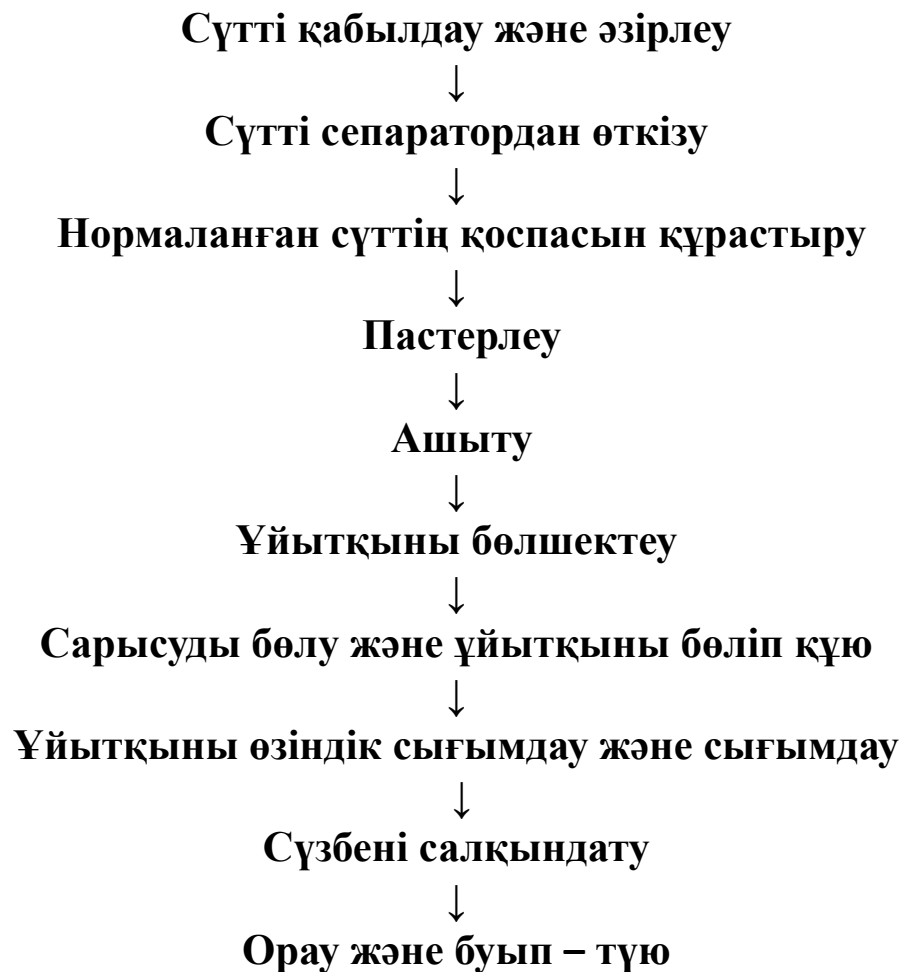 Сүтті қабылдау және әзірлеу
↓
Сүтті сепаратордан өткізу
↓
Нормаланған сүттің қоспасын құрастыру
↓
Пастерлеу
↓
Ашыту
↓
Ұйытқыны бөлшектеу
↓
Сарысуды бөлу және ұйытқыны бөліп құю
↓
Ұйытқыны өзіндік сығымдау және сығымдау
↓
Сүзбені салқындату
↓
Орау және буып – түю